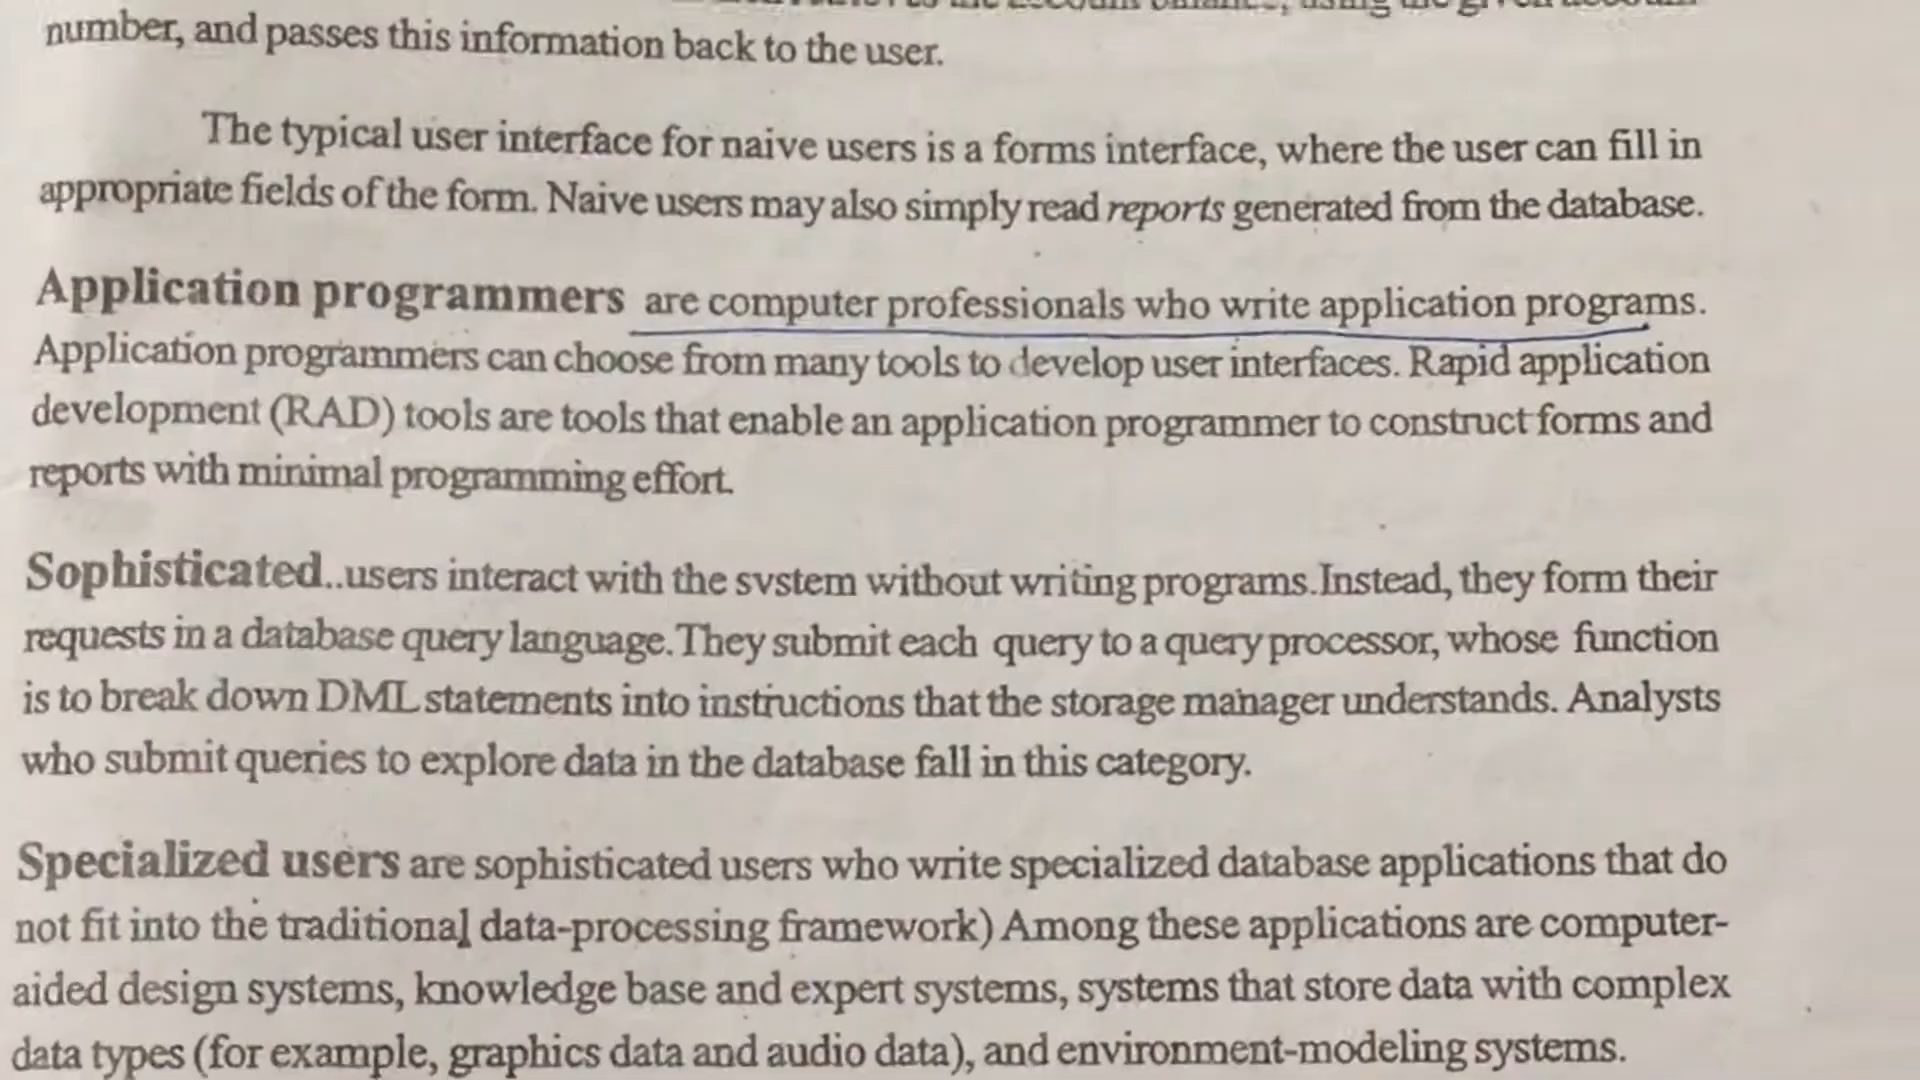 number, and passes this information back to the user.
The typical user interface for naive users is a forms interface, where the user can fill in
appropriate fields of the form. Naive users may also simply read reports generated from the database.
Application programmers are computer professionals who write application programs.
Application programmers can choose from many tools to develop user interfaces. Rapid application
development (RAD) tools are tools that enable an application programmer to construct forms and
reports with minimal programming effort.
Sophisticated..users interact with the svstem without writing programs.Instead, they form their
requests in a database query language.They submit each query to a query processor, whose function
is to break down DML statements into instructions that the storage manager understands. Analysts
who submit queries to explore data in the database fall in this category.
Specialized users are sophisticated users who write specialized database applications that do
not fit into the traditional data-processing framework) Among these applications are computer-
aided design systems, knowledge base and expert systems, systems that store data with complex
data types (for example, graphics data and audio data), and environment-modeling systems.